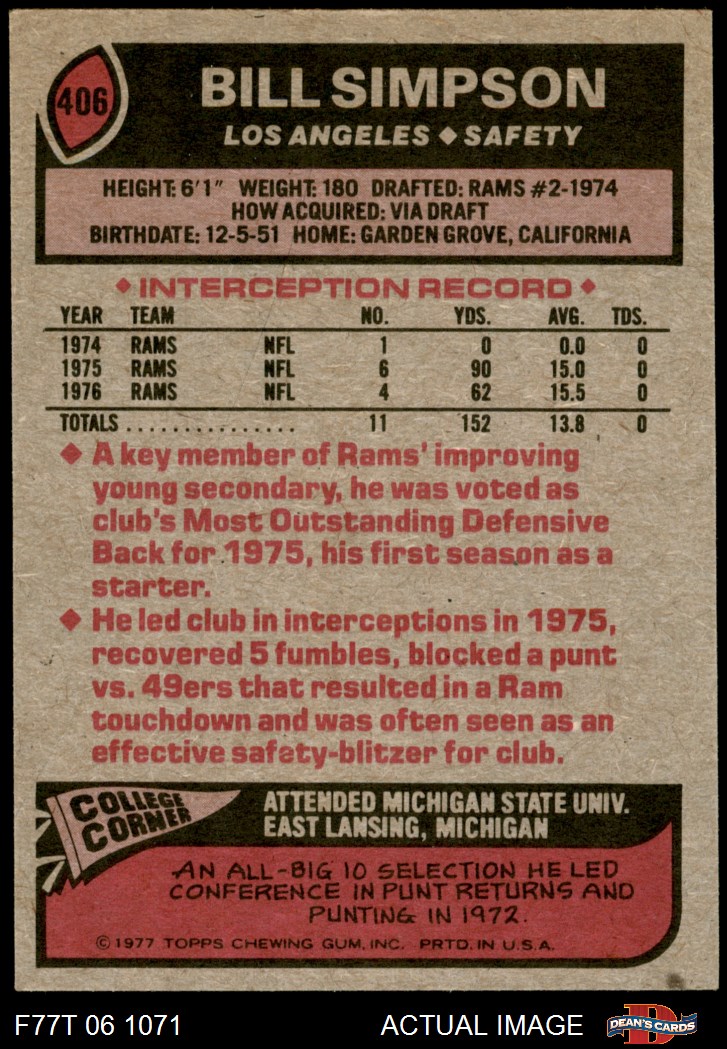 406
BILL SIMPSON
LOS ANGELES ◆ SAFETY
HEIGHT: 6'1" WEIGHT: 180 DRAFTED: RAMS #2-1974
HOW ACQUIRED: VIA DRAFT
BIRTHDATE: 12-5-51 HOME: GARDEN GROVE, CALIFORNIA
◆ INTERCEPTION RECORD ◆
YEAR TEAM NO. YDS. AVG. TDS.
1974 RAMS NFL 1 0 0.0 0
1975 RAMS NFL 6 90 15.0 0
1976 RAMS NFL 4 62 15.5 0
TOTALS ............... 11 152 13.8 0
◆ A key member of Rams' improving
young secondary, he was voted as
club's Most Outstanding Defensive
Back for 1975, his first season as a
starter.
◆ He led club in interceptions in 1975,
recovered 5 fumbles, blocked a punt
vs. 49ers that resulted in a Ram
touchdown and was often seen as an
effective safety-blitzer for club.
COLLEGE
CORNER
ATTENDED MICHIGAN STATE UNIV.
EAST LANSING, MICHIGAN
AN ALL-BIG 10 SELECTION HE LED
CONFERENCE IN PUNT RETURNS AND
PUNTING IN 1972.
© 1977 TOPPS CHEWING GUM, INC. PRTD. IN U.S.A.
F77T 06 1071 ACTUAL IMAGE
D
DEAN'S CARDS